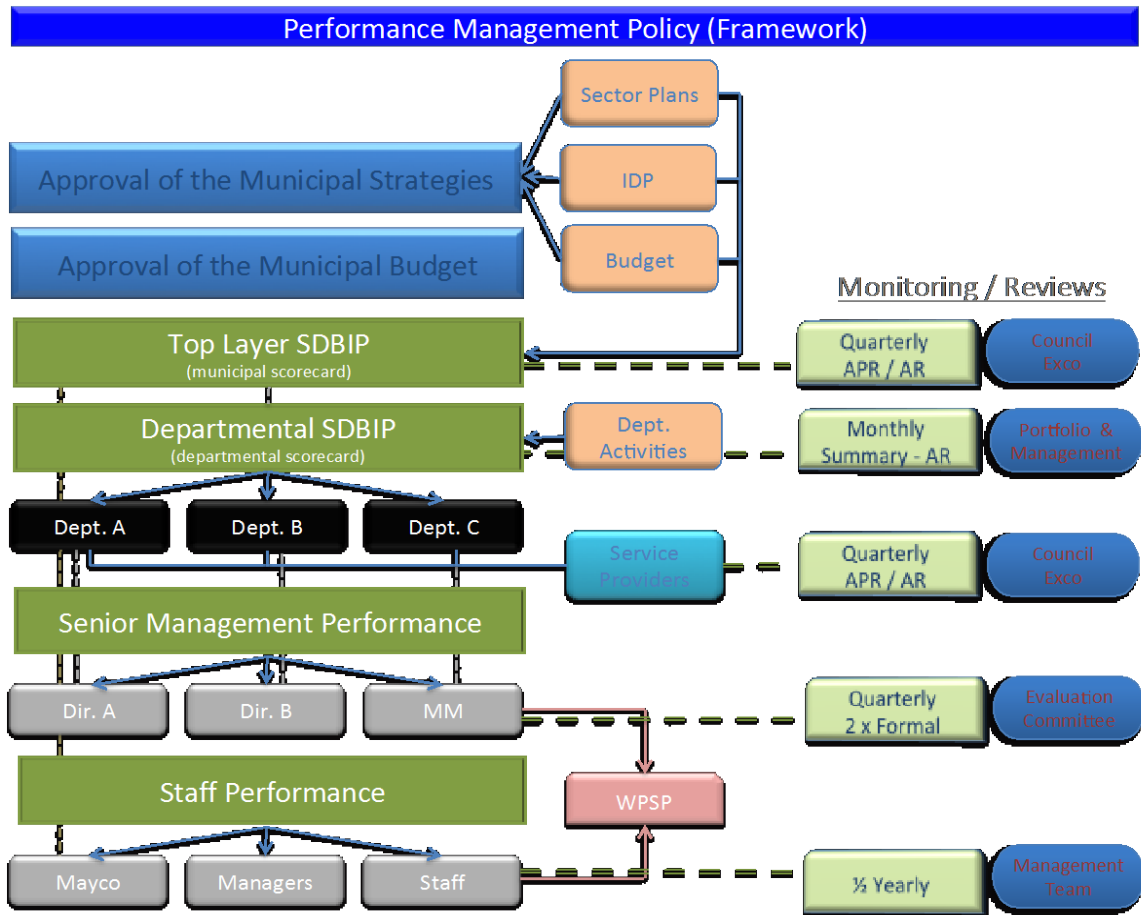 Performance Management Policy (Framework)
Sector Plans
Approval of the Municipal Strategies
IDP
Approval of the Municipal Budget
Budget
Monitoring / Reviews
Top Layer SDBIP
(municipal scorecard)
Quarterly
APR / AR
Council
Exco
Departmental SDBIP
(departmental scorecard)
Dept.
Activities
Monthly
Summary - AR
Portfolio &
Management
Dept. A
Dept. B
Dept. C
Service
Providers
Quarterly
APR / AR
Council
Exco
Senior Management Performance
Dir. A
Dir. B
MM
Quarterly
2 x Formal
Evaluation
Committee
Staff Performance
WPSP
Mayco
Managers
Staff
½ Yearly
Management
Team